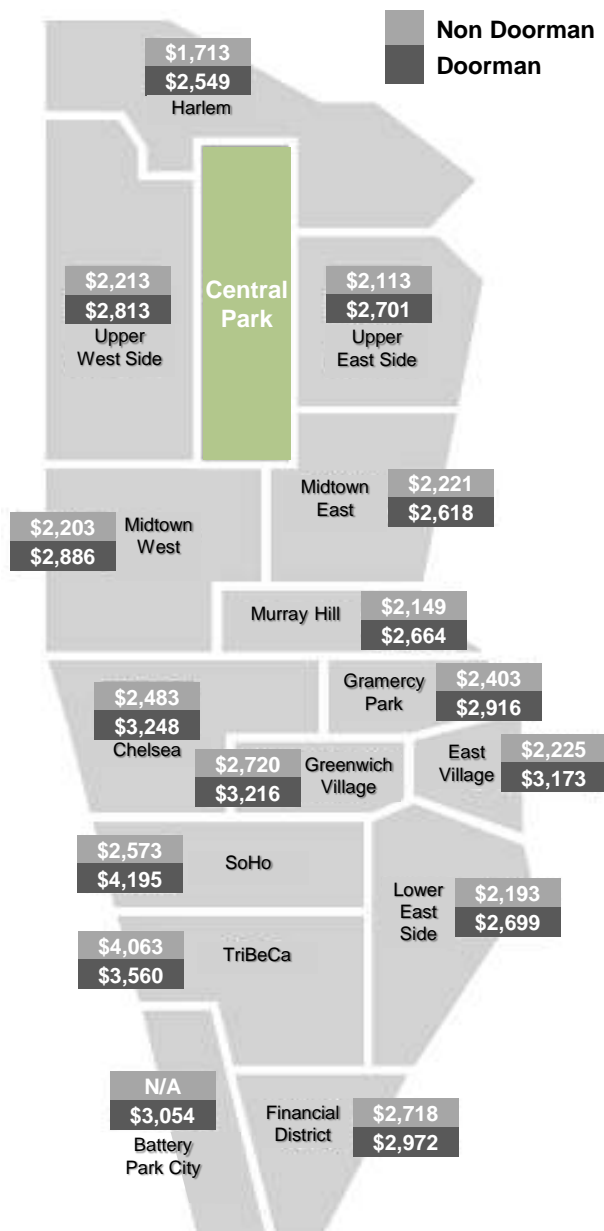 Non Doorman
Doorman
$1,713
$2,549
Harlem
$2,213
$2,813
Upper
West Side
Central
Park
$2,113
$2,701
Upper
East Side
Midtown
East
$2,221
$2,618
$2,203
$2,886
Midtown
West
Murray Hill
$2,149
$2,664
Gramercy
Park
$2,403
$2,916
$2,483
$3,248
Chelsea
$2,720
$3,216
Greenwich
Village
East
Village
$2,225
$3,173
$2,573
$4,195
SoHo
Lower
East
Side
$2,193
$2,699
$4,063
$3,560
TriBeCa
N/A
$3,054
Battery
Park City
Financial
District
$2,718
$2,972